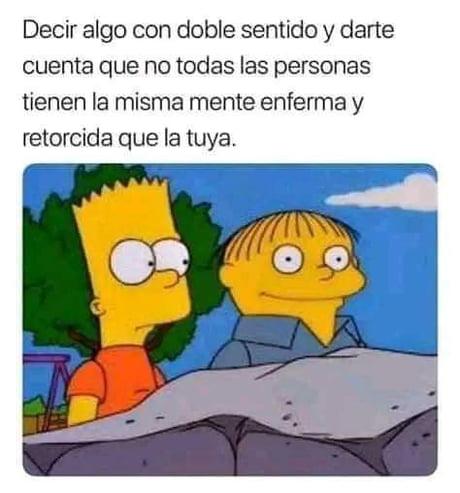 Decir algo con doble sentido y darte
cuenta que no todas las personas
tienen la misma mente enferma y
retorcida que la tuya.